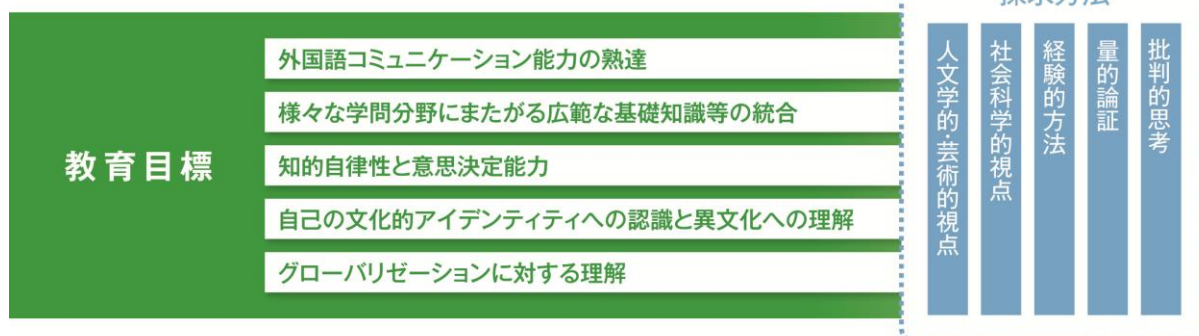 探求方法
教育目標
外国語コミュニケーション能力の熟達
様々な学問分野にまたがる広範な基礎知識等の統合
知的自律性と意思決定能力
自己の文化的アイデンティティへの認識と異文化への理解
グローバリゼーションに対する理解
人文学的・芸術的視点
社会科学的視点
経験的方法
量的論証
批判的思考